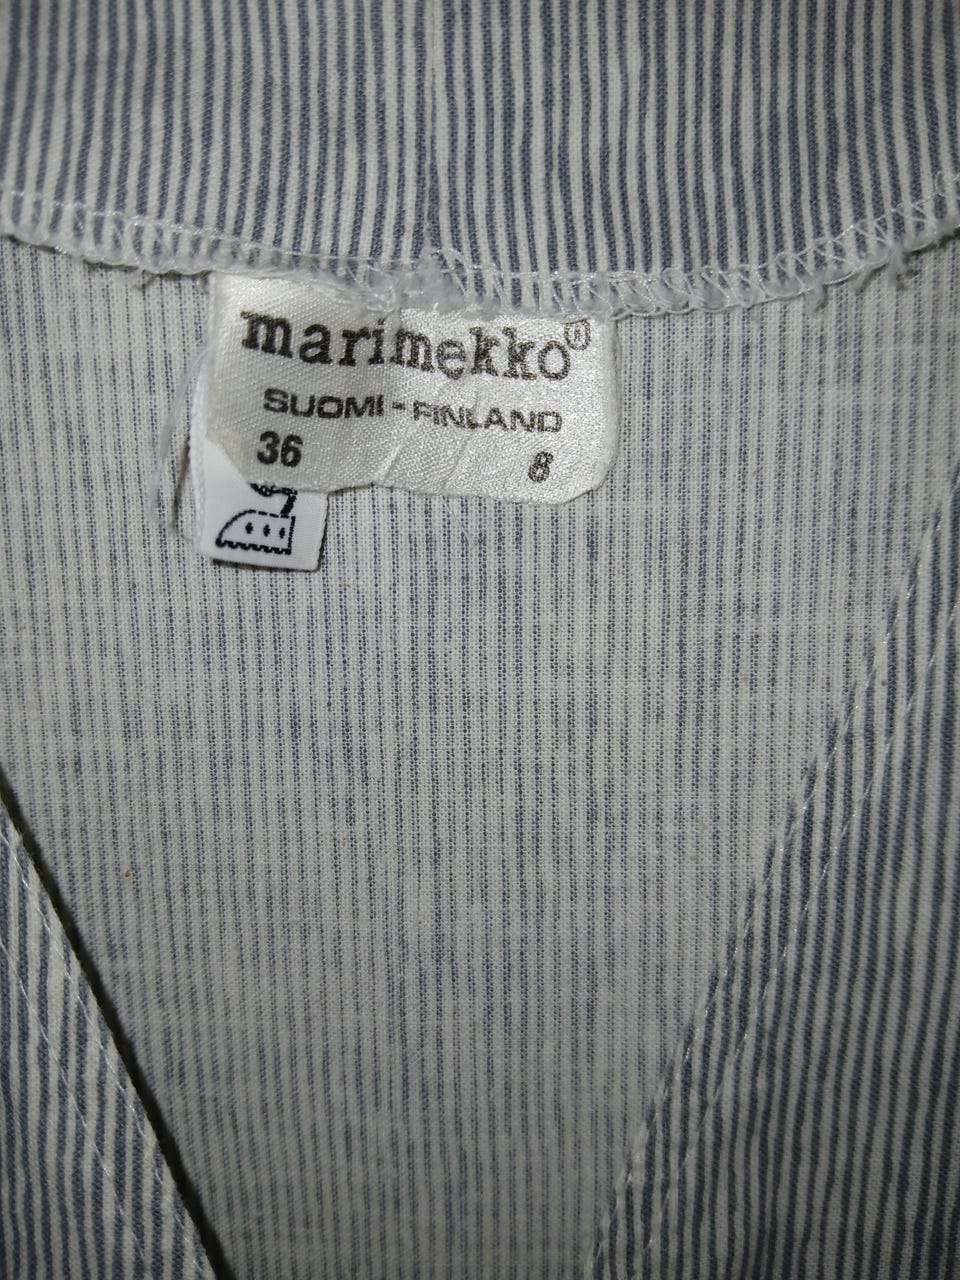 marimekko®
SUOMI - FINLAND
36 8